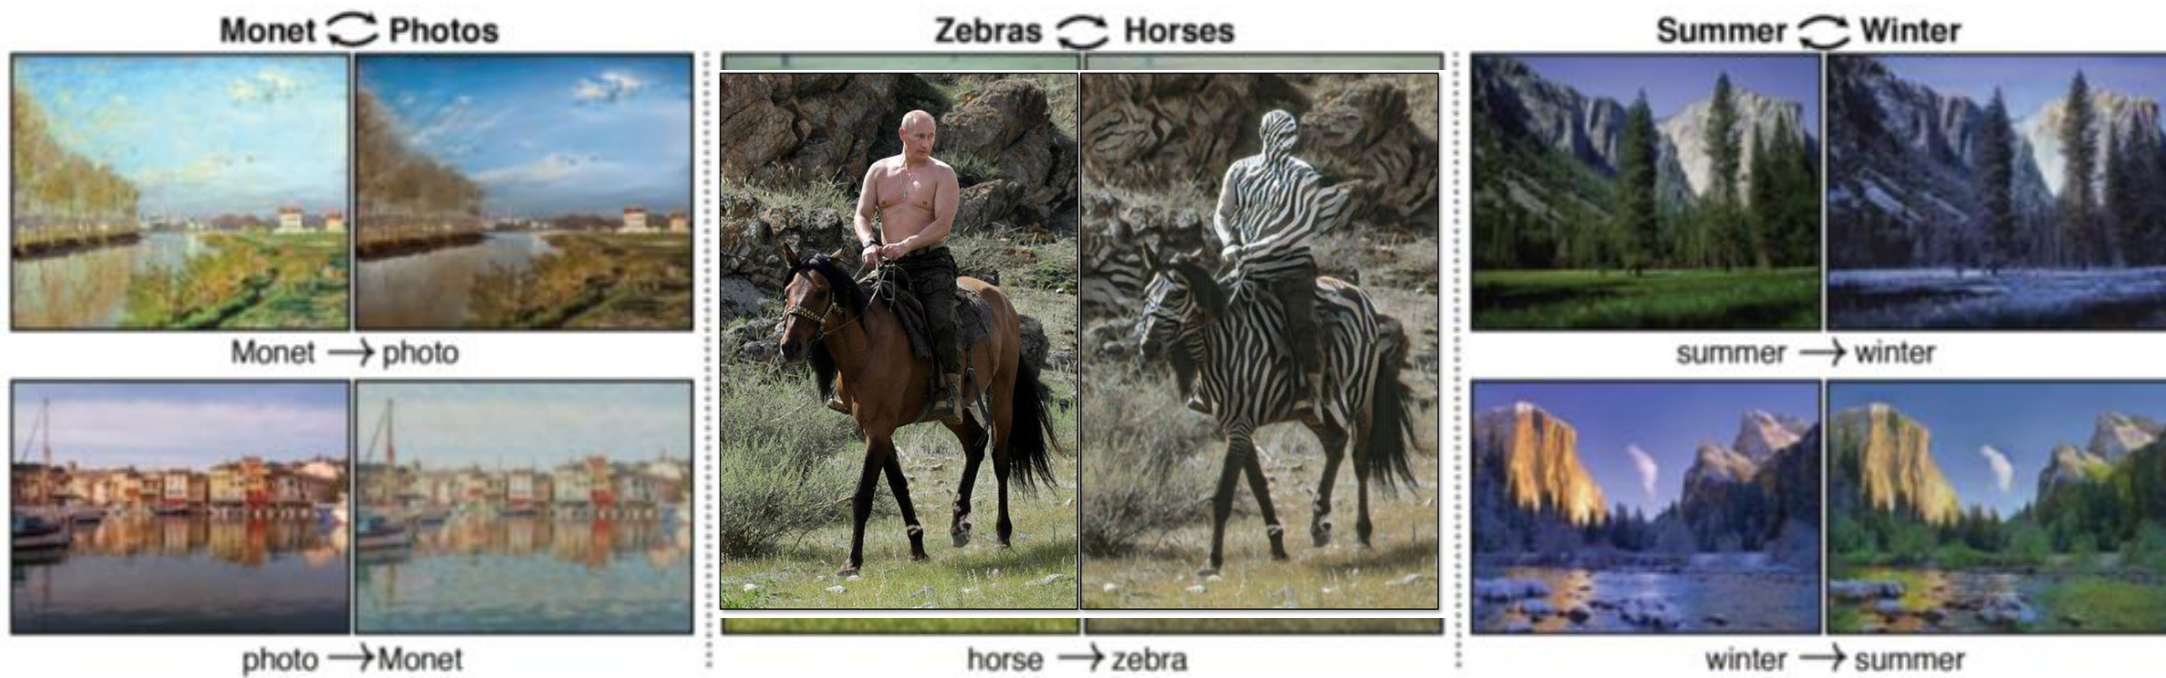 Monet Photos
Zebras Horses
Summer Winter
Monet → photo
summer → winter
photo → Monet
horse → zebra
winter → summer